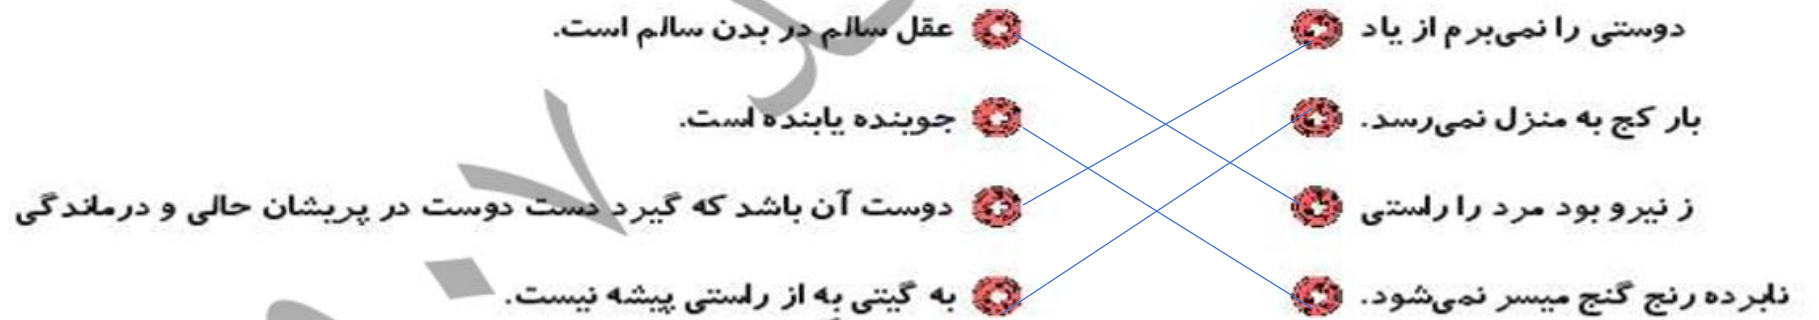 دوستی را نمی‌برم از یاد
عقل سالم در بدن سالم است.
بار کج به منزل نمی‌رسد.
جوینده یابنده است.
ز نیرو بود مرد را راستی
دوست آن باشد که گیرد دست دوست در پریشان حالی و درماندگی
نابرده رنج گنج میسر نمی‌شود.
به گیتی به از راستی پیشه نیست.